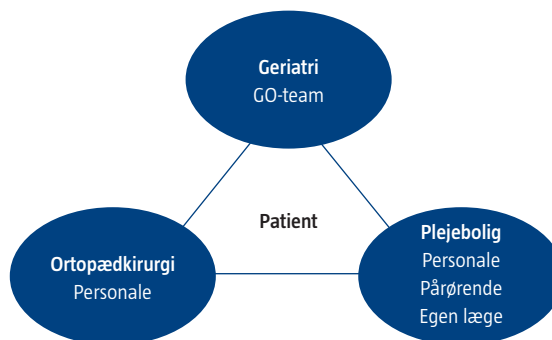 Geriatri
GO-team
Patient
Ortopædkirurgi
Personale
Plejebolig
Personale
Pårørende
Egen læge